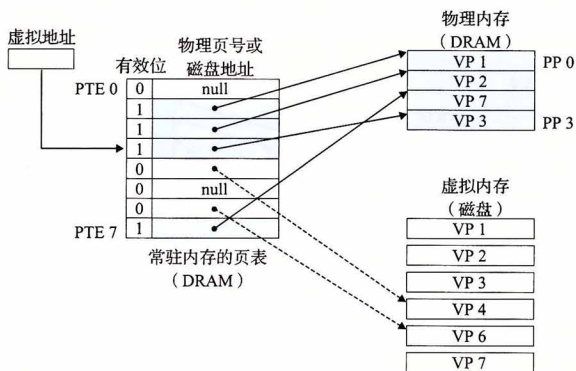 虚拟地址
物理页号或
磁盘地址
有效位
PTE 0
0
null
1
1
1
0
0
null
0
PTE 7
1
常驻内存的页表
（DRAM）
物理内存
（DRAM）
VP 1
PP 0
VP 2
VP 7
VP 3
PP 3
虚拟内存
（磁盘）
VP 1
VP 2
VP 3
VP 4
VP 6
VP 7